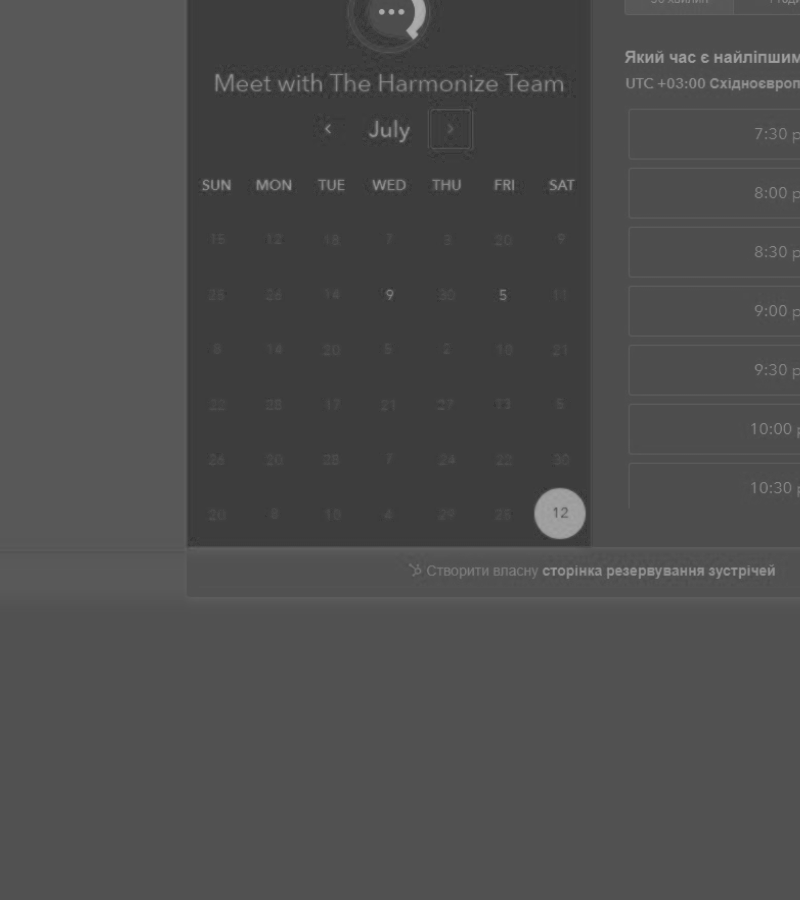 30 хвилин
Meet with The Harmonize Team
July
SUN MON TUE WED THU FRI SAT
15 12 18 7 3 20 9
25 26 14 9 30 5 11
14 20 5 2 10 21
22 28 17 21 27 13
26 20 28 7 24 22 30
20 10 4 29 25 12
Який час є найліпшим
UTC +03:00 Східноєвроп
7:30 p
8:00 p
8:30 p
9:00 p
9:30 p
10:00 p
10:30 p
Створити власну сторінка резервування зустрічей